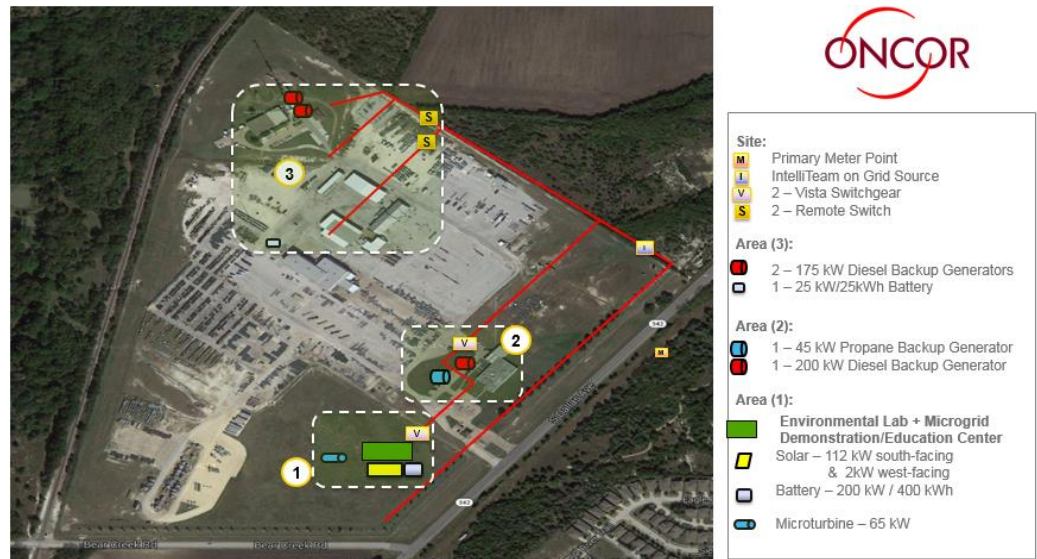 ONCOR
S
S
3
I
342
M
V
2
V
1
342
Bear Creek Rd
Bear Creek Rd
Site:
M Primary Meter Point
I IntelliTeam on Grid Source
V 2 – Vista Switchgear
S 2 – Remote Switch
Area (3):
2 – 175 kW Diesel Backup Generators
1 – 25 kW/25kWh Battery
Area (2):
1 – 45 kW Propane Backup Generator
1 – 200 kW Diesel Backup Generator
Area (1):
Environmental Lab + Microgrid
Demonstration/Education Center
Solar – 112 kW south-facing
& 2kW west-facing
Battery – 200 kW / 400 kWh
Microturbine – 65 kW